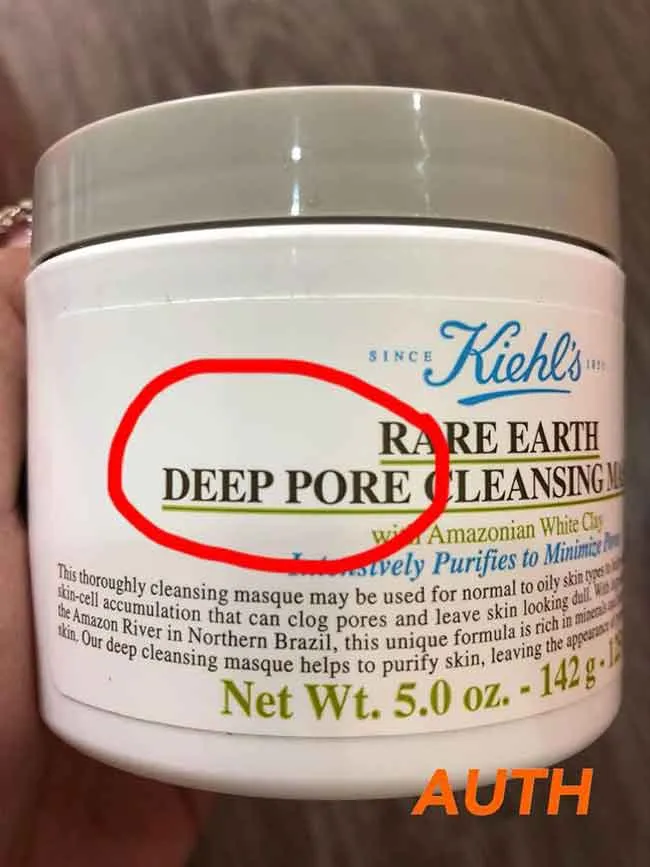 SINCE Kiehl's
RARE EARTH
DEEP PORE CLEANSING
with Amazonian White Clay
Intensively Purifies to Minimize
This thoroughly cleansing masque may be used for normal to oily skin types to
skin-cell accumulation that can clog pores and leave skin looking dull. With
the Amazon River in Northern Brazil, this unique formula is rich in minerals
skin. Our deep cleansing masque helps to purify skin, leaving the appearance
Net Wt. 5.0 oz. - 142 g -
AUTH